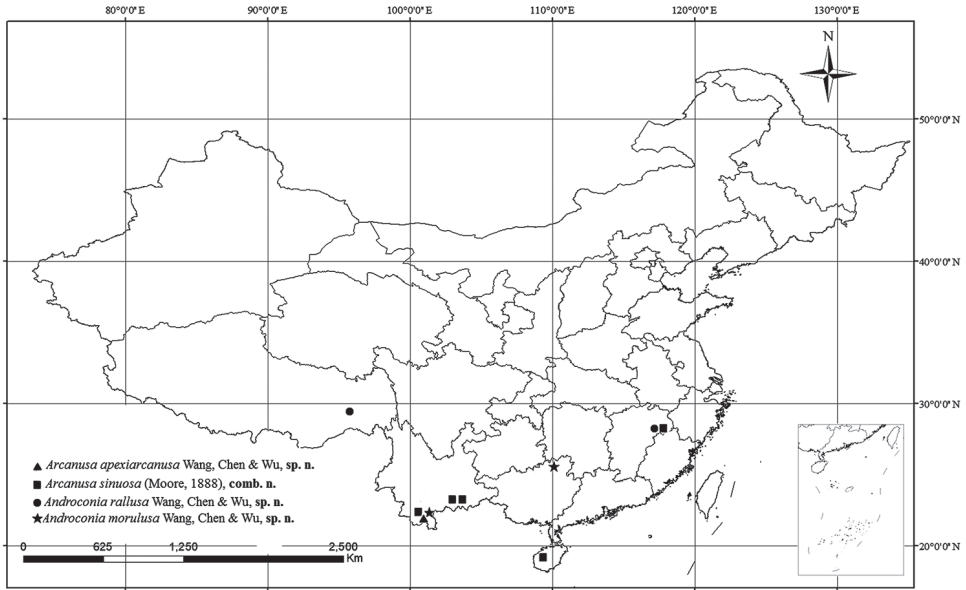 80°0'0"E 90°0'0"E 100°0'0"E 110°0'0"E 120°0'0"E 130°0'0"E
N
50°0'0"N
40°0'0"N
30°0'0"N
Arcanusa apexiarcanusa Wang, Chen & Wu, sp. n.
Arcanusa sinuosa (Moore, 1888), comb. n.
Androconia rallusa Wang, Chen & Wu, sp. n.
Androconia morulusa Wang, Chen & Wu, sp. n.
0 625 1,250 2,500
Km
20°0'0"N